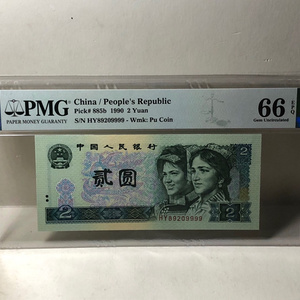 PMG
PAPER MONEY GUARANTY
China / People's Republic
Pick# 885b 1990 2 Yuan
S/N HY89209999 - Wmk: Pu Coin
66 EPQ
Gem Uncirculated
中国人民银行
2
贰圆
2
2
HY89209999